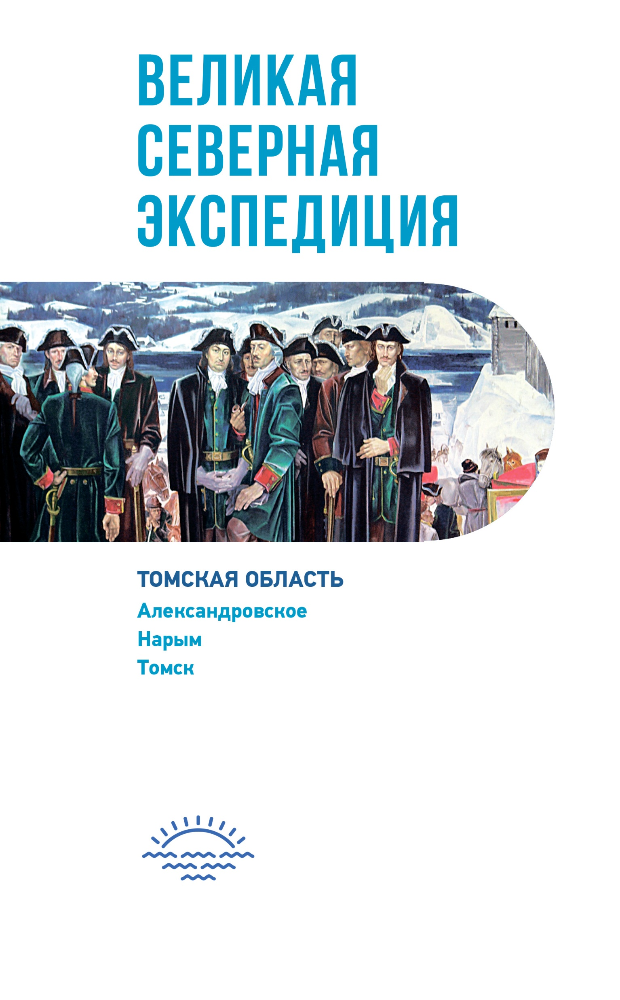 ВЕЛИКАЯ
СЕВЕРНАЯ
ЭКСПЕДИЦИЯ
ТОМСКАЯ ОБЛАСТЬ
Александровское
Нарым
Томск